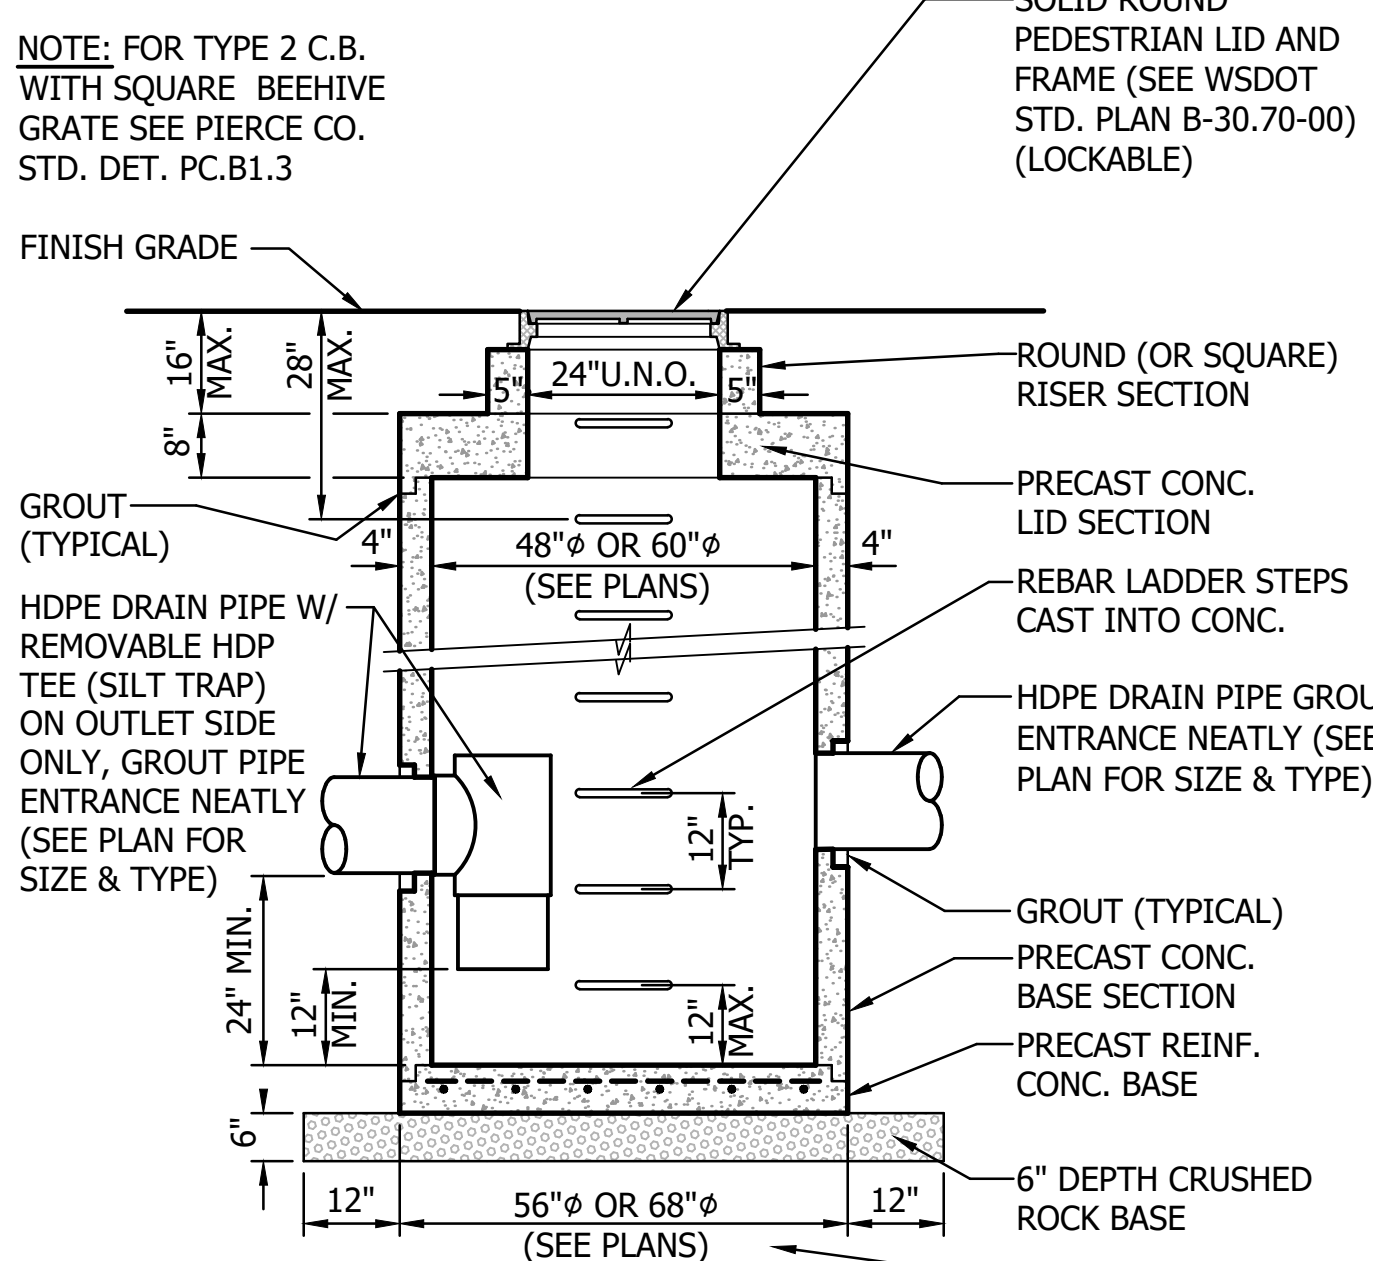 NOTE: FOR TYPE 2 C.B.
WITH SQUARE BEEHIVE
GRATE SEE PIERCE CO.
STD. DET. PC.B1.3
SOLID ROUND
PEDESTRIAN LID AND
FRAME (SEE WSDOT
STD. PLAN B-30.70-00)
(LOCKABLE)
FINISH GRADE
16"
MAX.
28"
MAX.
8"
5"
24"U.N.O.
5"
ROUND (OR SQUARE)
RISER SECTION
PRECAST CONC.
LID SECTION
GROUT
(TYPICAL)
4"
48"ϕ OR 60"ϕ
(SEE PLANS)
4"
REBAR LADDER STEPS
CAST INTO CONC.
HDPE DRAIN PIPE W/
REMOVABLE HDP
TEE (SILT TRAP)
ON OUTLET SIDE
ONLY, GROUT PIPE
ENTRANCE NEATLY
(SEE PLAN FOR
SIZE & TYPE)
HDPE DRAIN PIPE GROU
ENTRANCE NEATLY (SEE
PLAN FOR SIZE & TYPE)
12"
TYP.
24" MIN.
12"
MIN.
12"
MAX.
GROUT (TYPICAL)
PRECAST CONC.
BASE SECTION
PRECAST REINF.
CONC. BASE
6"
12"
56"ϕ OR 68"ϕ
(SEE PLANS)
12"
6" DEPTH CRUSHED
ROCK BASE